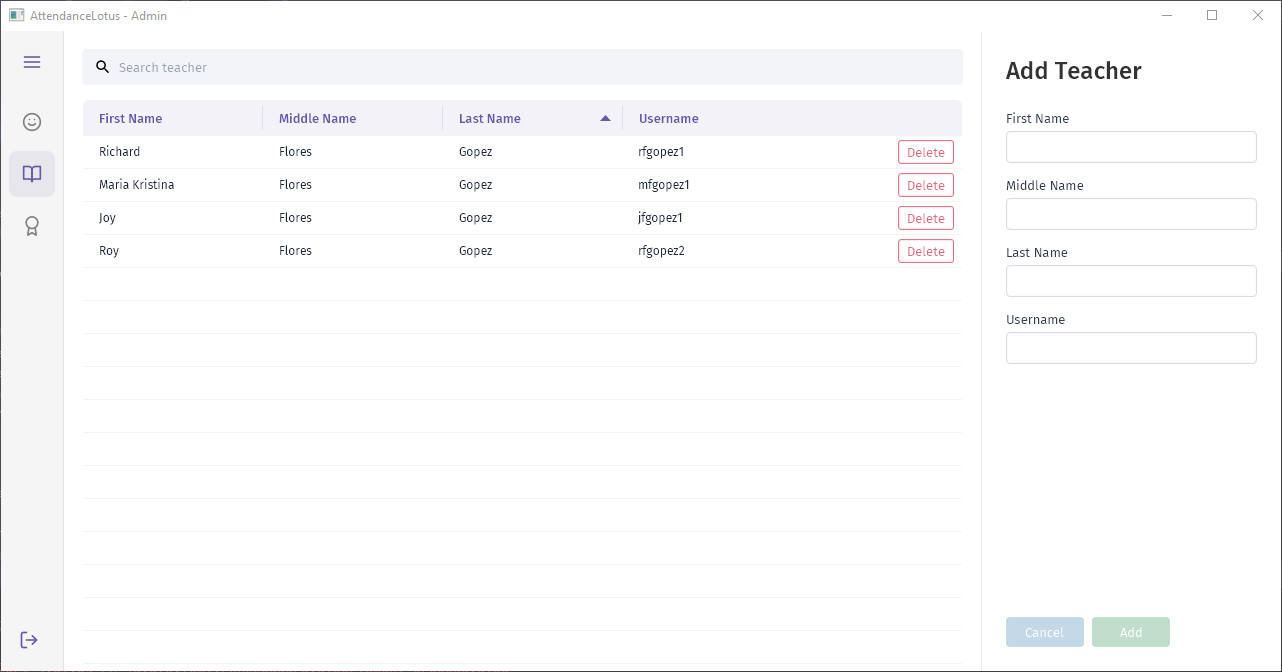 AttendanceLotus - Admin
Search teacher
First Name Middle Name Last Name Username
Richard Flores Gopez rfgopez1 Delete
Maria Kristina Flores Gopez mfgopez1 Delete
Joy Flores Gopez jfgopez1 Delete
Roy Flores Gopez rfgopez2 Delete
Add Teacher
First Name
Middle Name
Last Name
Username
Cancel Add